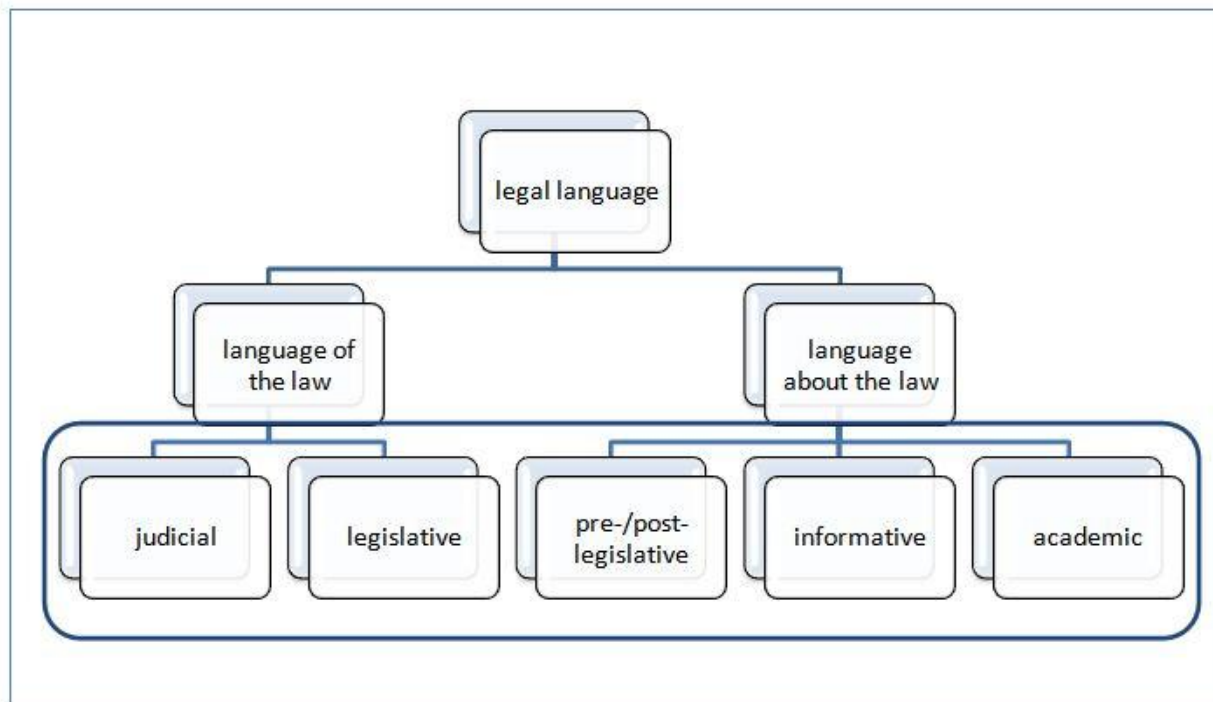 legal language
language of
the law
language
about the law
judicial
legislative
pre-/post-
legislative
informative
academic